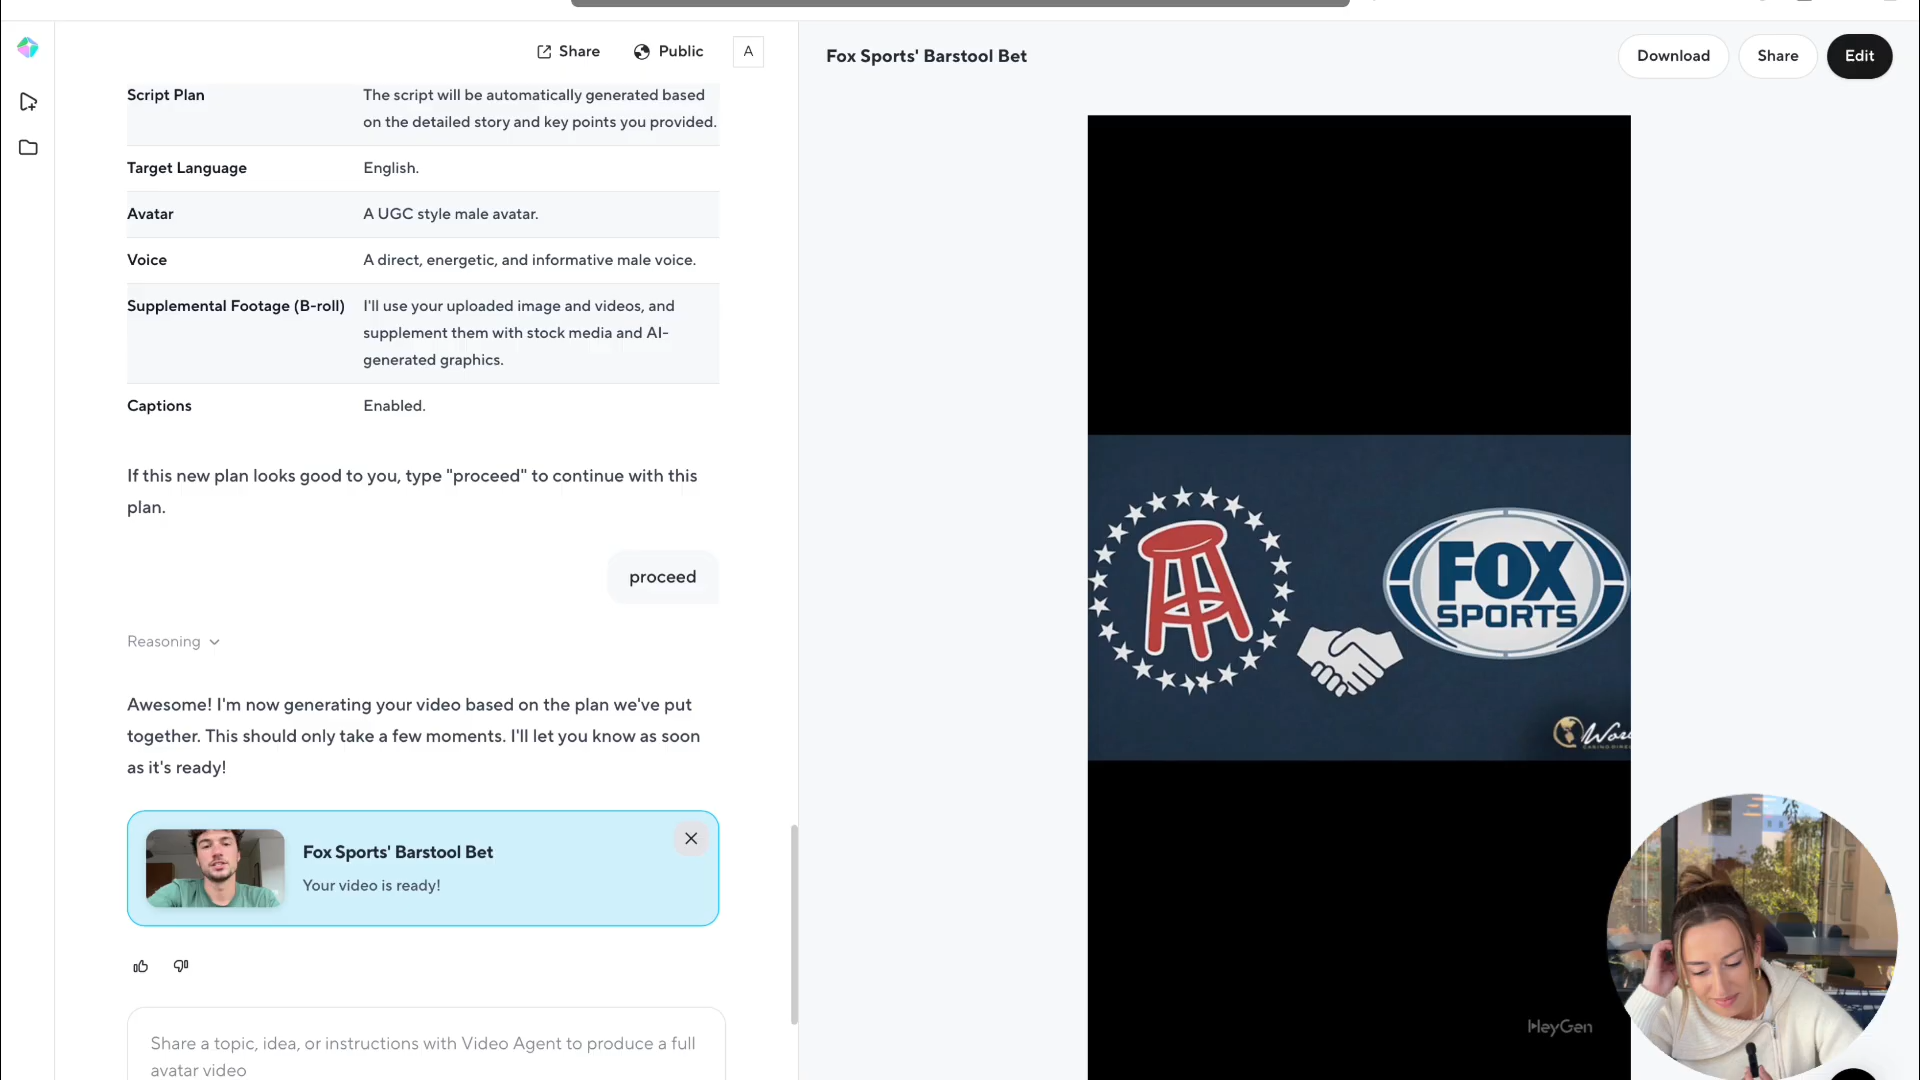 Share
Public
A
Script Plan
The script will be automatically generated based
on the detailed story and key points you provided.
Target Language
English.
Avatar
A UGC style male avatar.
Voice
A direct, energetic, and informative male voice.
Supplemental Footage (B-roll)
I'll use your uploaded image and videos, and
supplement them with stock media and AI-
generated graphics.
Captions
Enabled.
If this new plan looks good to you, type "proceed" to continue with this
plan.
proceed
Reasoning
Awesome! I'm now generating your video based on the plan we've put
together. This should only take a few moments. I'll let you know as soon
as it's ready!
Fox Sports' Barstool Bet
Your video is ready!
Share a topic, idea, or instructions with Video Agent to produce a full
avatar video
Fox Sports' Barstool Bet
Download
Share
Edit
FOX
SPORTS
HeyGen